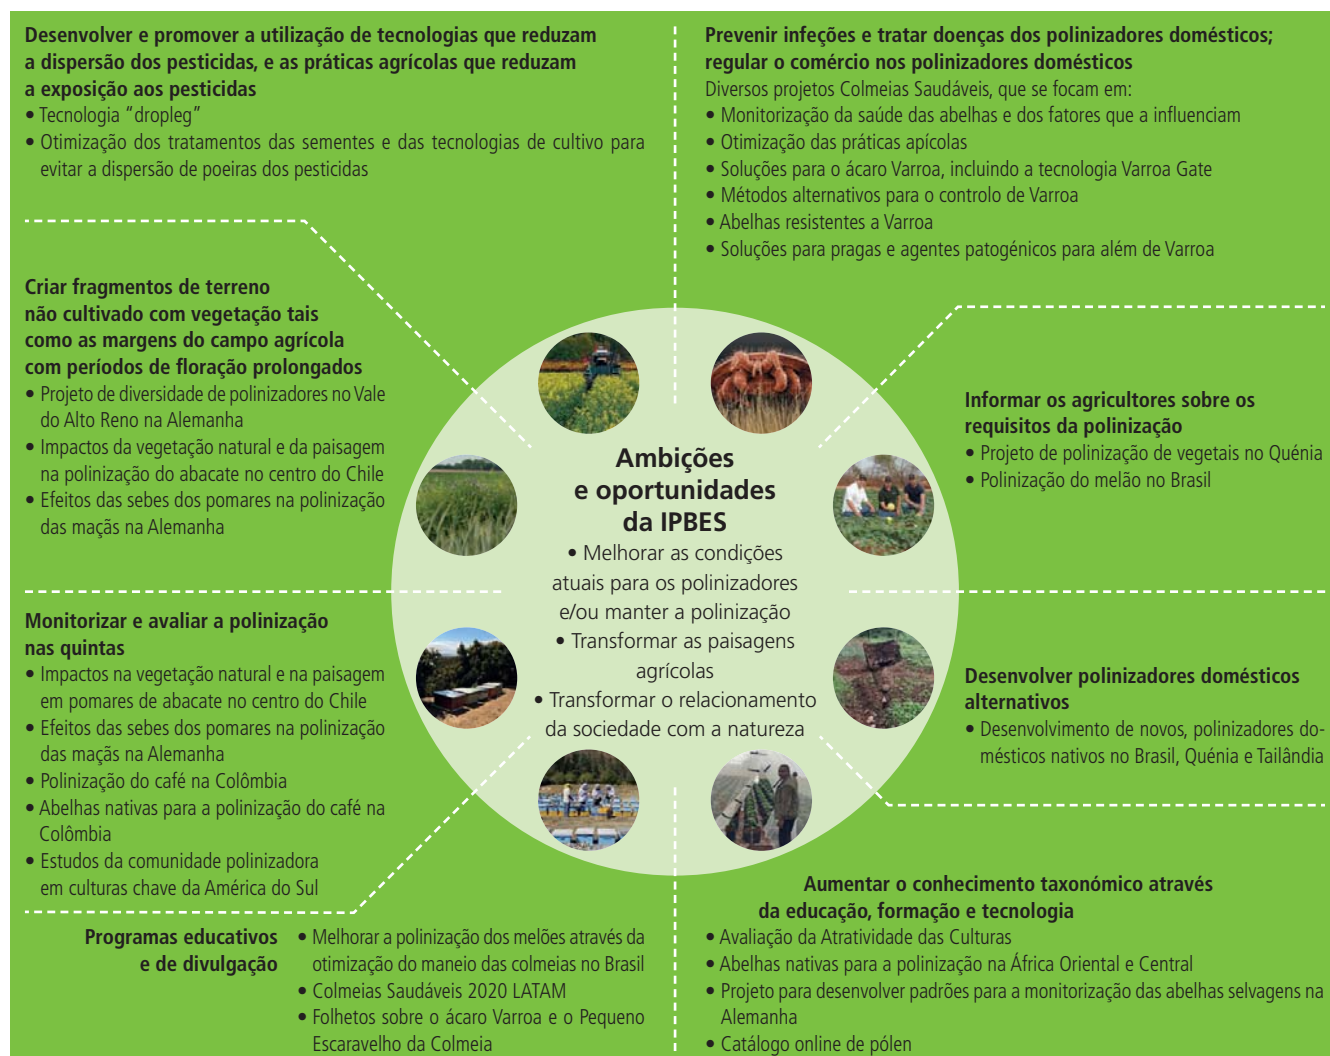 Desenvolver e promover a utilização de tecnologias que reduzam
a dispersão dos pesticidas, e as práticas agrícolas que reduzam
a exposição aos pesticidas
• Tecnologia “dropleg”
• Otimização dos tratamentos das sementes e das tecnologias de cultivo para
evitar a dispersão de poeiras dos pesticidas
Prevenir infeções e tratar doenças dos polinizadores domésticos;
regular o comércio nos polinizadores domésticos
Diversos projetos Colmeias Saudáveis, que se focam em:
• Monitorização da saúde das abelhas e dos fatores que a influenciam
• Otimização das práticas apícolas
• Soluções para o ácaro Varroa, incluindo a tecnologia Varroa Gate
• Métodos alternativos para o controlo de Varroa
• Abelhas resistentes a Varroa
• Soluções para pragas e agentes patogénicos para além de Varroa
Criar fragmentos de terreno
não cultivado com vegetação tais
como as margens do campo agrícola
com períodos de floração prolongados
• Projeto de diversidade de polinizadores no Vale
do Alto Reno na Alemanha
• Impactos da vegetação natural e da paisagem
na polinização do abacate no centro do Chile
• Efeitos das sebes dos pomares na polinização
das maçãs na Alemanha
Informar os agricultores sobre os
requisitos da polinização
• Projeto de polinização de vegetais no Quénia
• Polinização do melão no Brasil
Ambições
e oportunidades
da IPBES
• Melhorar as condições
atuais para os polinizadores
e/ou manter a polinização
• Transformar as paisagens
agrícolas
• Transformar o relacionamento
da sociedade com a natureza
Monitorizar e avaliar a polinização
nas quintas
• Impactos na vegetação natural e na paisagem
em pomares de abacate no centro do Chile
• Efeitos das sebes dos pomares na polinização
das maçãs na Alemanha
• Polinização do café na Colômbia
• Abelhas nativas para a polinização do café na
Colômbia
• Estudos da comunidade polinizadora
em culturas chave da América do Sul
Desenvolver polinizadores domésticos
alternativos
• Desenvolvimento de novos, polinizadores do-
mésticos nativos no Brasil, Quénia e Tailândia
Programas educativos
e de divulgação
• Melhorar a polinização dos melões através da
otimização do maneio das colmeias no Brasil
• Colmeias Saudáveis 2020 LATAM
• Folhetos sobre o ácaro Varroa e o Pequeno
Escaravelho da Colmeia
Aumentar o conhecimento taxonómico através
da educação, formação e tecnologia
• Avaliação da Atratividade das Culturas
• Abelhas nativas para a polinização na África Oriental e Central
• Projeto para desenvolver padrões para a monitorização das abelhas selvagens na
Alemanha
• Catálogo online de pólen